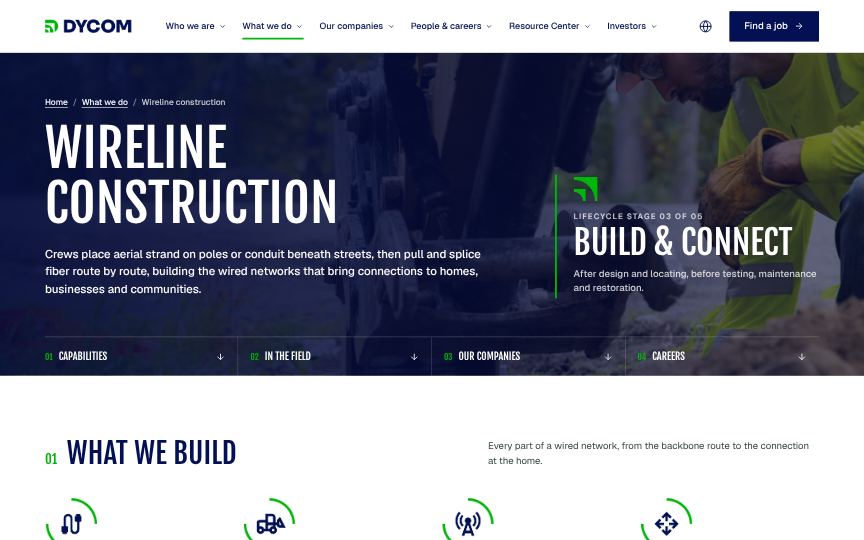 DYCOM
Who we are
What we do
Our companies
People & careers
Resource Center
Investors
Find a job
Home / What we do / Wireline construction
WIRELINE
CONSTRUCTION
Crews place aerial strand on poles or conduit beneath streets, then pull and splice
fiber route by route, building the wired networks that bring connections to homes,
businesses and communities.
LIFECYCLE STAGE 03 OF 05
BUILD & CONNECT
After design and locating, before testing, maintenance
and restoration.
01 CAPABILITIES
02 IN THE FIELD
03 OUR COMPANIES
04 CAREERS
01 WHAT WE BUILD
Every part of a wired network, from the backbone route to the connection
at the home.